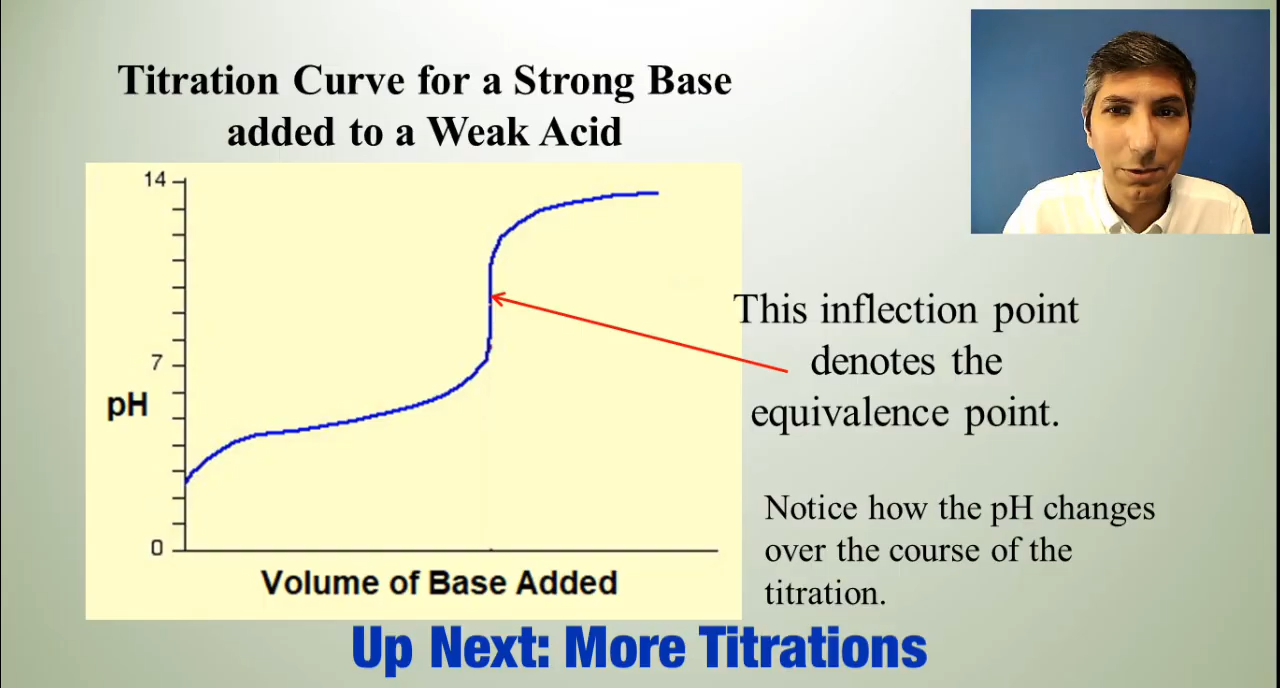 Titration Curve for a Strong Base
added to a Weak Acid
14
7
pH
0
Volume of Base Added
This inflection point
denotes the
equivalence point.
Notice how the pH changes
over the course of the
titration.
Up Next: More Titrations